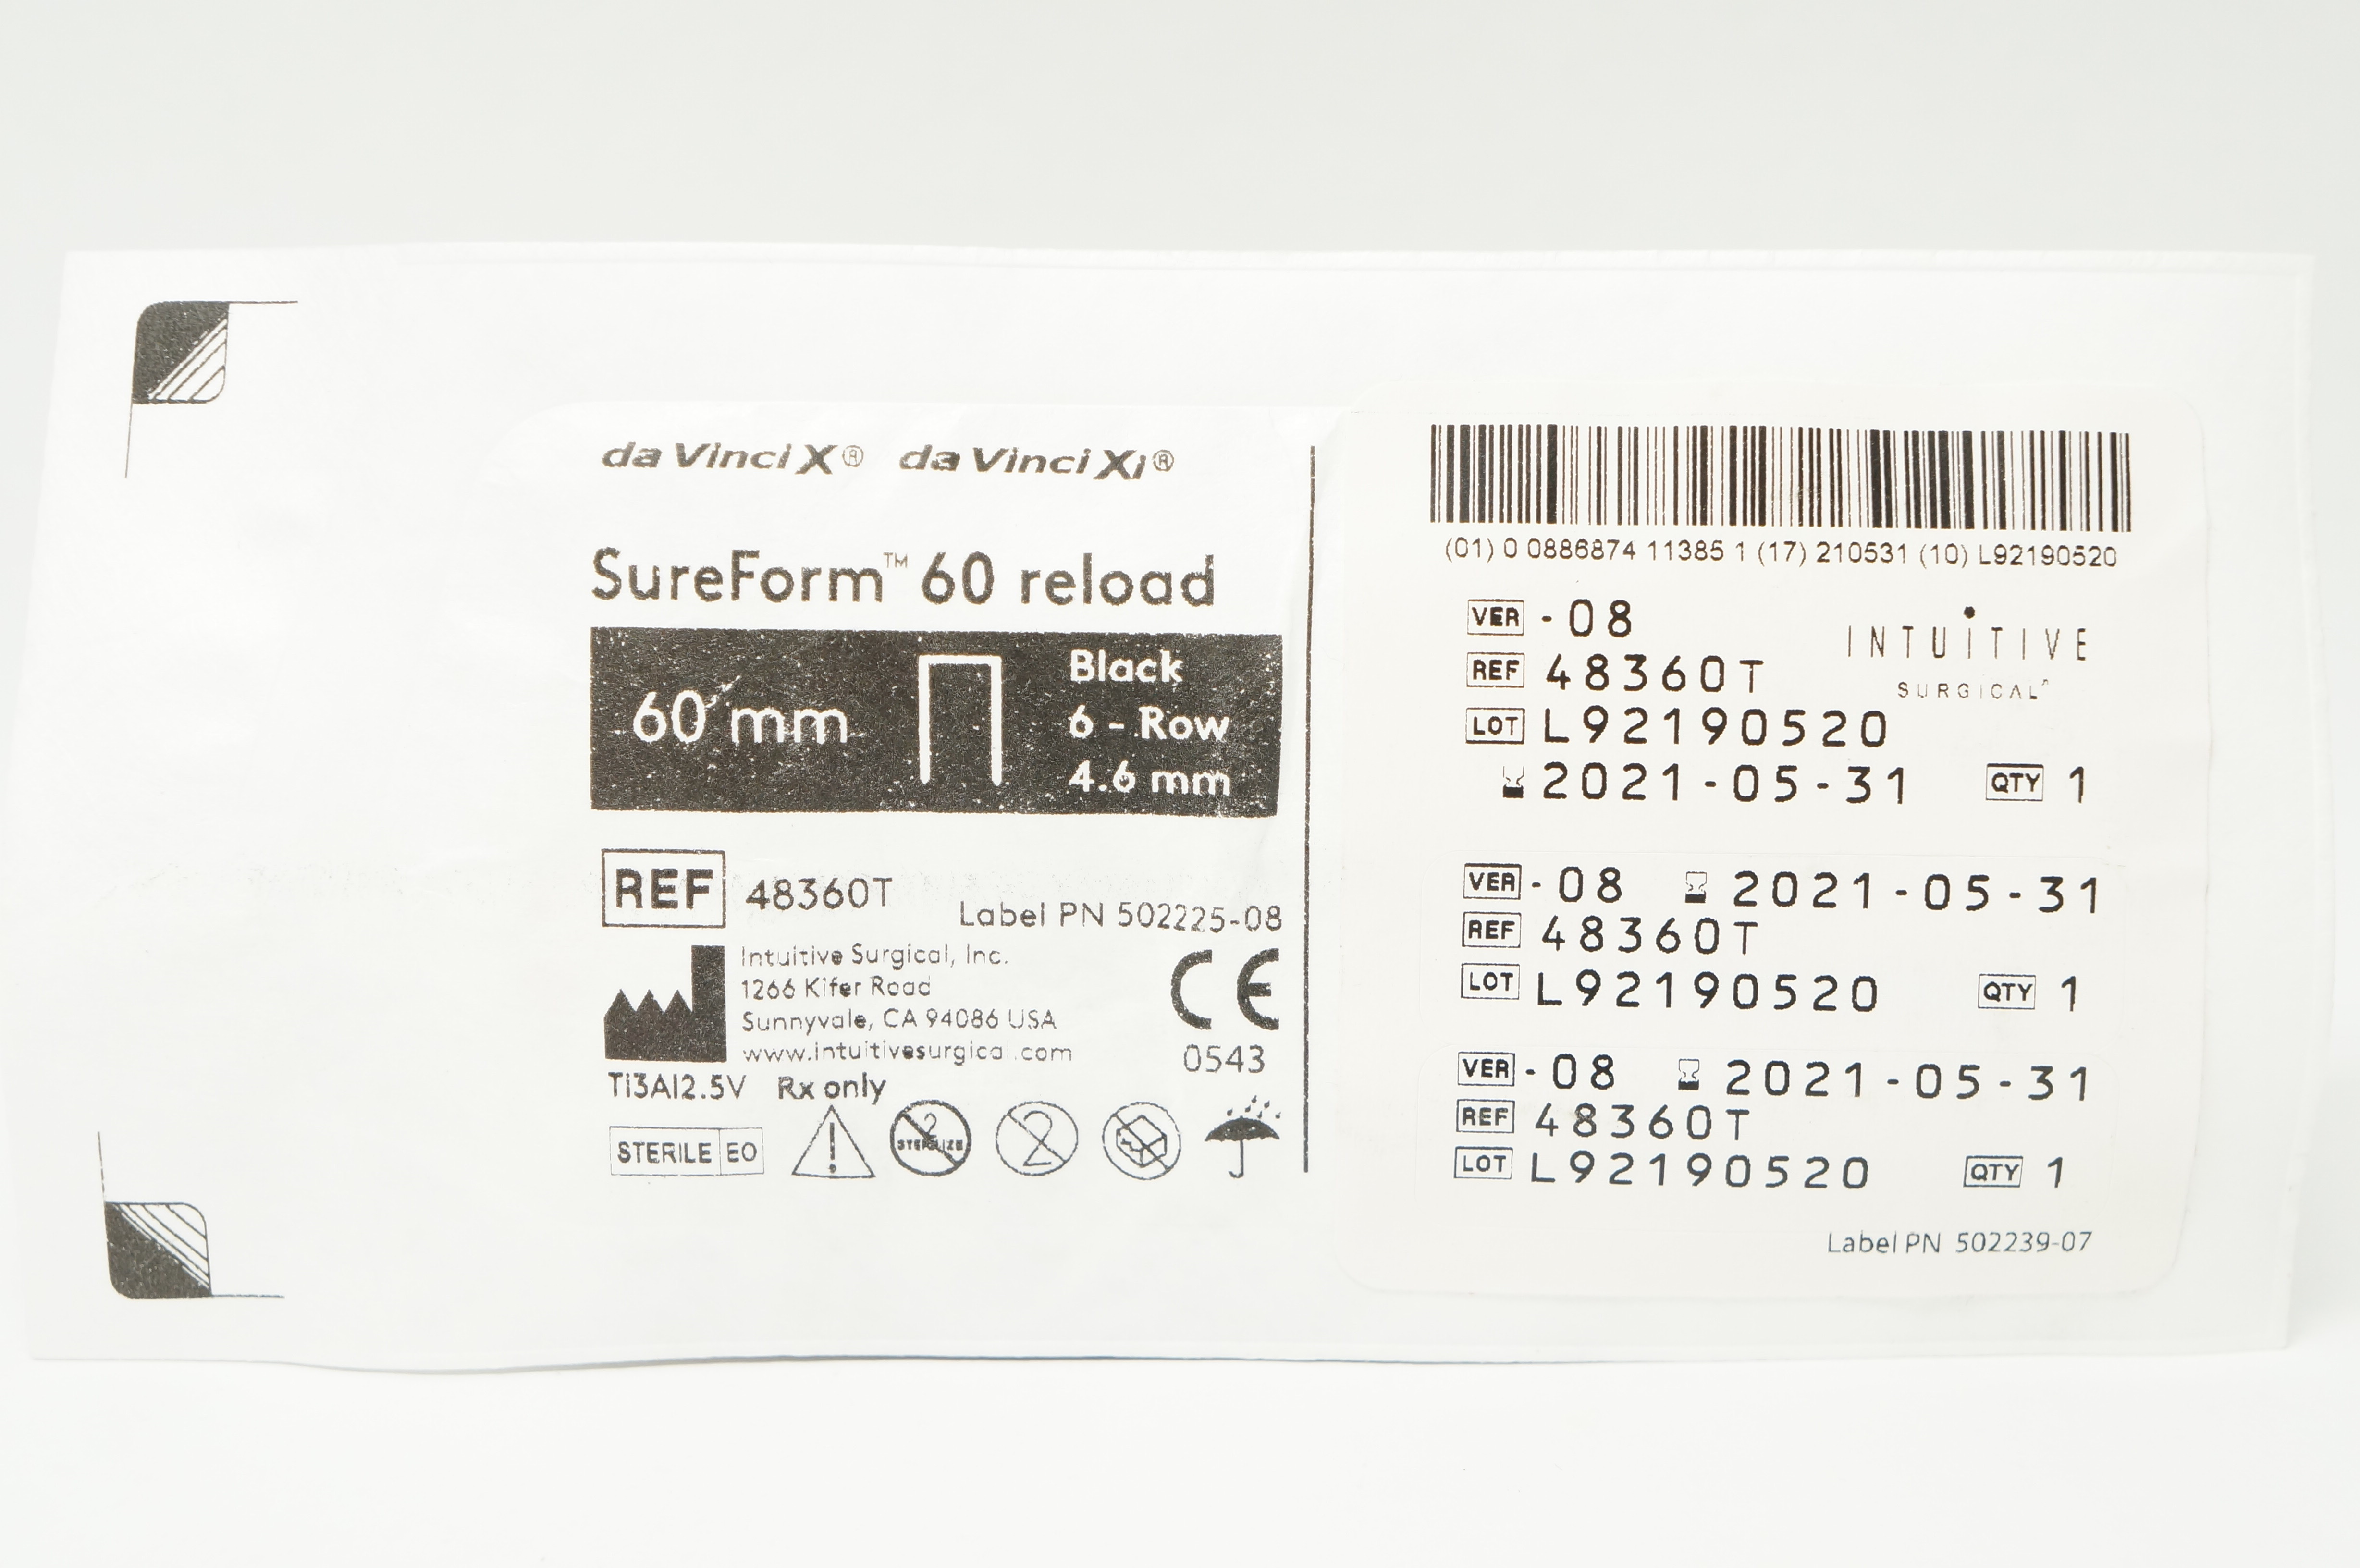 da Vinci X® da Vinci Xi®
SureForm™ 60 reload
60 mm
Black
6 - Row
4.6 mm
REF 48360T
Label PN 502225-08
Intuitive Surgical, Inc.
1266 Kifer Road
Sunnyvale, CA 94086 USA
www.intuitivesurgical.com
CE
0543
Ti3Al2.5V Rx only
STERILE EO
2
STERILIZE
2
(01) 0 0886874 11385 1 (17) 210531 (10) L92190520
VER -08
INTUITIVE
SURGICAL
REF 48360T
LOT L92190520
2021-05-31 QTY 1
VER -08 2021-05-31
REF 48360T
LOT L92190520 QTY 1
VER -08 2021-05-31
REF 48360T
LOT L92190520 QTY 1
Label PN 502239-07